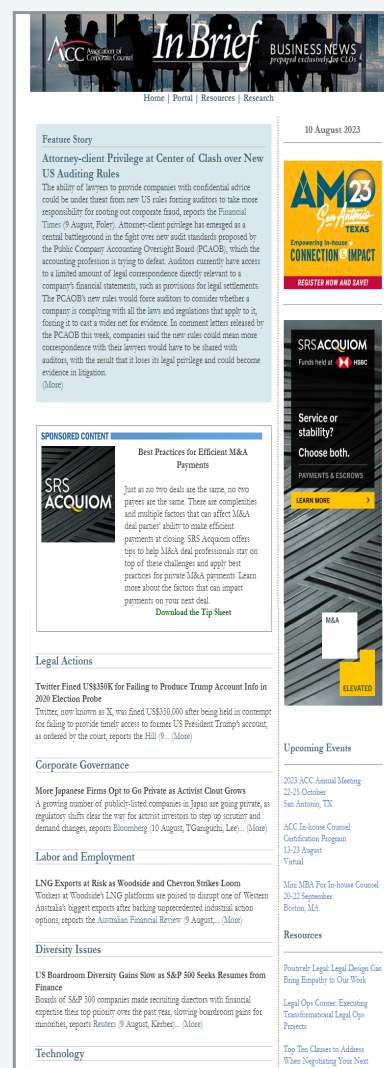 ACC Association of
Corporate Counsel
In Brief
BUSINESS NEWS
prepared exclusively for CLOs
Home | Portal | Resources | Research
Feature Story
Attorney-client Privilege at Center of Clash over New
US Auditing Rules
The ability of lawyers to provide companies with confidential advice
could be under threat from new US rules forcing auditors to take more
responsibility for rooting out corporate fraud, reports the Financial
Times (9 August, Foley). Attorney-client privilege has emerged as a
central battleground in the fight over new audit standards proposed by
the Public Company Accounting Oversight Board (PCAOB), which the
accounting profession is trying to defeat. Auditors currently have access
to a limited amount of legal correspondence directly relevant to a
company's financial statements, such as provisions for legal settlements.
The PCAOB's new rules would force auditors to consider whether a
company is complying with all the laws and regulations that apply to it,
forcing it to cast a wider net for evidence. In comment letters released by
the PCAOB this week, companies said the new rules could mean more
correspondence with their lawyers would have to be shared with
auditors, with the result that it loses its legal privilege and could become
evidence in litigation.
(More)
SPONSORED CONTENT
SRS
ACQUIOM
Best Practices for Efficient M&A
Payments
Just as no two deals are the same, no two
payees are the same. There are complexities
and multiple factors that can affect M&A
deal parties' ability to make efficient
payments at closing. SRS Acquiom offers
tips to help M&A deal professionals stay on
top of these challenges and apply best
practices for private M&A payments. Learn
more about the factors that can impact
payments on your next deal.
Download the Tip Sheet
Legal Actions
Twitter Fined US$350K for Failing to Produce Trump Account Info in
2020 Election Probe
Twitter, now known as X, was fined US$350,000 after being held in contempt
for failing to provide timely access to former US President Trump's account,
as ordered by the court, reports the Hill (9... (More)
Corporate Governance
More Japanese Firms Opt to Go Private as Activist Clout Grows
A growing number of publicly-listed companies in Japan are going private, as
regulatory shifts clear the way for activist investors to step up scrutiny and
demand changes, reports Bloomberg (10 August, TGaniguchi, Lee)... (More)
Labor and Employment
LNG Exports at Risk as Woodside and Chevron Strikes Loom
Workers at Woodside's LNG platforms are poised to disrupt one of Western
Australia's biggest exports after backing unprecedented industrial action
options, reports the Australian Financial Review (9 August,... (More)
Diversity Issues
US Boardroom Diversity Gains Slow as S&P 500 Seeks Resumes from
Finance
Boards of S&P 500 companies made recruiting directors with financial
expertise their top priority over the past year, slowing boardroom gains for
minorities, reports Reuters (9 August, Kerber)... (More)
Technology
10 August 2023
AM23
San Antonio
TEXAS
Empowering In-house
CONNECTION & IMPACT
REGISTER NOW AND SAVE!
SRSACQUIOM
Funds held at HSBC
Service or
stability?
Choose both.
PAYMENTS & ESCROWS
LEARN MORE >
M&A
ELEVATED
Upcoming Events
2023 ACC Annual Meeting
22-25 October
San Antonio, TX
ACC In-house Counsel
Certification Program
13-23 August
Virtual
Mini MBA For In-house Counsel
20-22 September
Boston, MA
Resources
Positively Legal: Legal Design Can
Bring Empathy to Our Work
Legal Ops Corner: Executing
Transformational Legal Ops
Projects
Top Ten Clauses to Address
When Negotiating Your Next